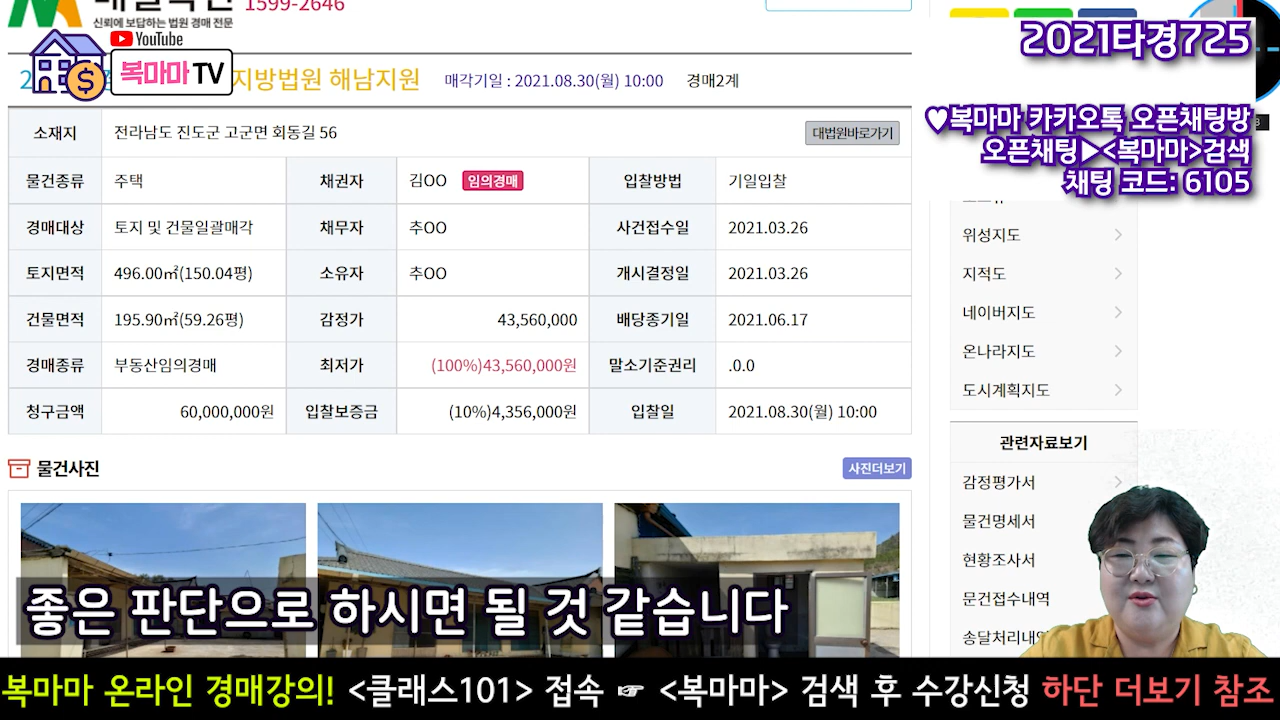 1599-2646
신뢰에 보답하는 법원 경매 전문
YouTube
복마마 TV
지방법원 해남지원 매각기일 : 2021.08.30(월) 10:00 경매2계
2021타경725
♥복마마 카카오톡 오픈채팅방
오픈채팅▶<복마마>검색
채팅 코드: 6105
소재지 전라남도 진도군 고군면 회동길 56 대법원바로가기
물건종류 주택 채권자 김OO 임의경매 입찰방법 기일입찰
경매대상 토지 및 건물일괄매각 채무자 추OO 사건접수일 2021.03.26
토지면적 496.00㎡(150.04평) 소유자 추OO 개시결정일 2021.03.26
건물면적 195.90㎡(59.26평) 감정가 43,560,000 배당종기일 2021.06.17
경매종류 부동산임의경매 최저가 (100%)43,560,000원 말소기준권리 .0.0
청구금액 60,000,000원 입찰보증금 (10%)4,356,000원 입찰일 2021.08.30(월) 10:00
위성지도
지적도
네이버지도
온나라지도
도시계획지도
관련자료보기
감정평가서
물건명세서
현황조사서
문건접수내역
송달처리내역
물건사진 사진더보기
좋은 판단으로 하시면 될 것 같습니다
복마마 온라인 경매강의! <클래스101> 접속 ☞ <복마마> 검색 후 수강신청 하단 더보기 참조